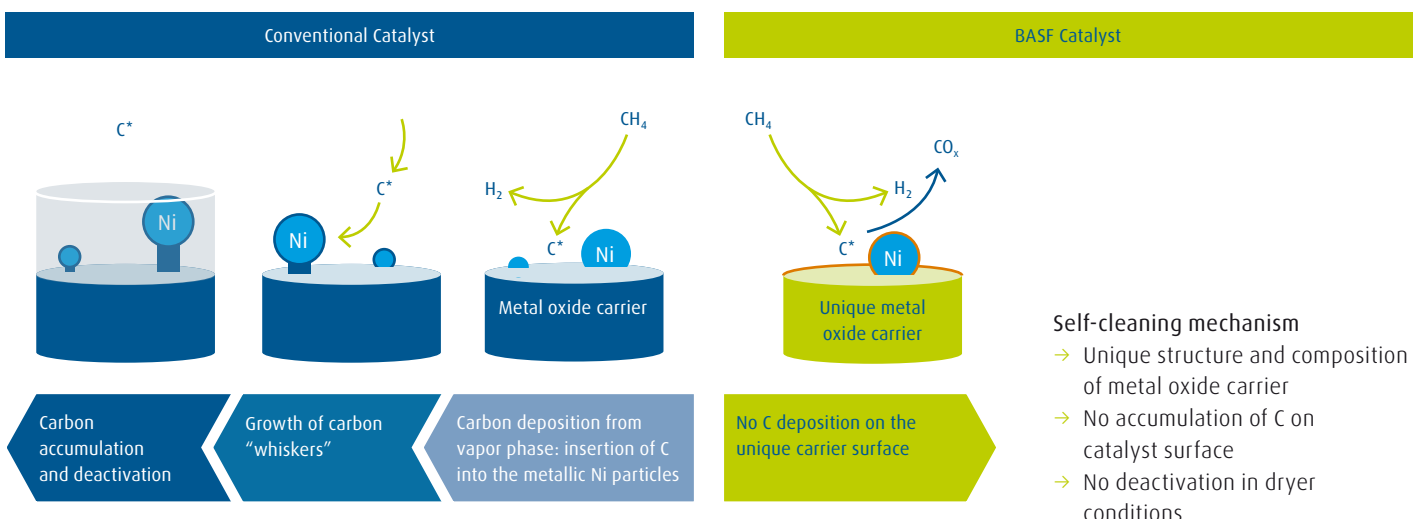 Conventional Catalyst
BASF Catalyst
C*
Ni
C*
Ni
CH₄
H₂
C*
Ni
Metal oxide carrier
CH₄
COₓ
H₂
C*
Ni
Unique metal
oxide carrier
Carbon
accumulation
and deactivation
Growth of carbon
“whiskers”
Carbon deposition from
vapor phase: insertion of C
into the metallic Ni particles
No C deposition on the
unique carrier surface
Self-cleaning mechanism
→ Unique structure and composition
of metal oxide carrier
→ No accumulation of C on
catalyst surface
→ No deactivation in dryer
conditions